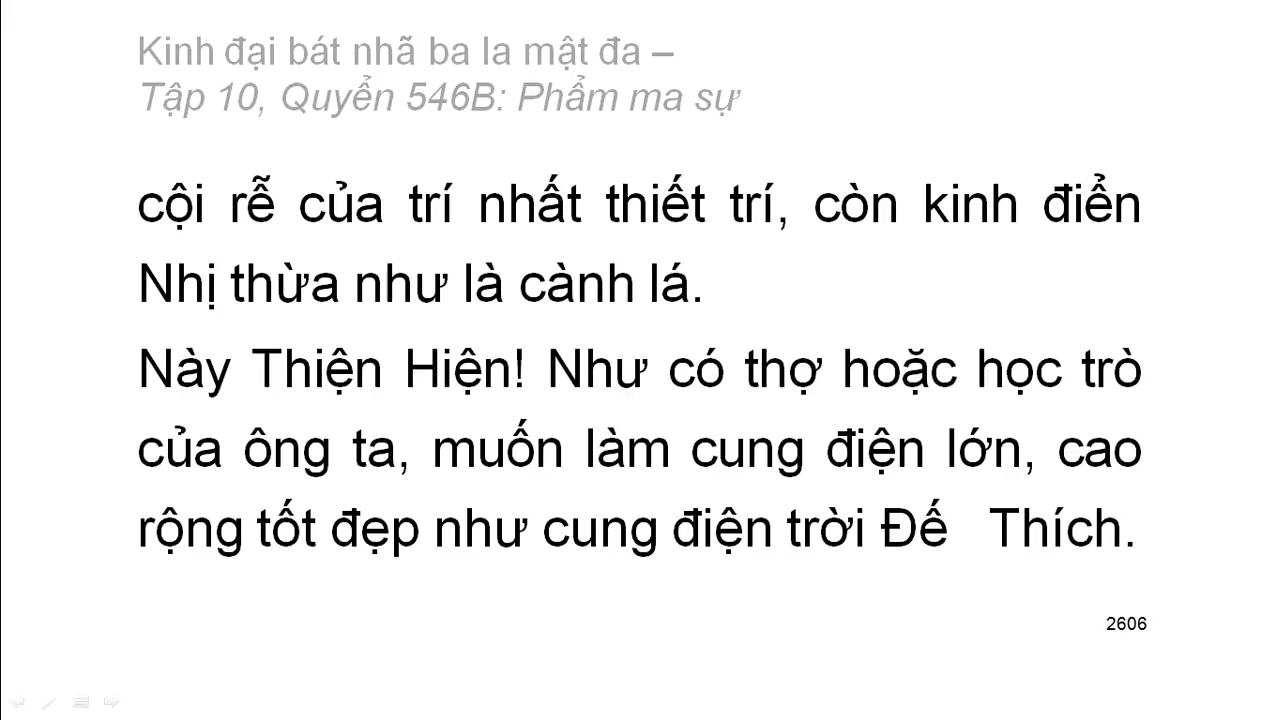 Kinh đại bát nhã ba la mật đa –
Tập 10, Quyển 546B: Phẩm ma sự
cội rễ của trí nhất thiết trí, còn kinh điển
Nhị thừa như là cành lá.
Này Thiện Hiện! Như có thợ hoặc học trò
của ông ta, muốn làm cung điện lớn, cao
rộng tốt đẹp như cung điện trời Đế Thích.
2606